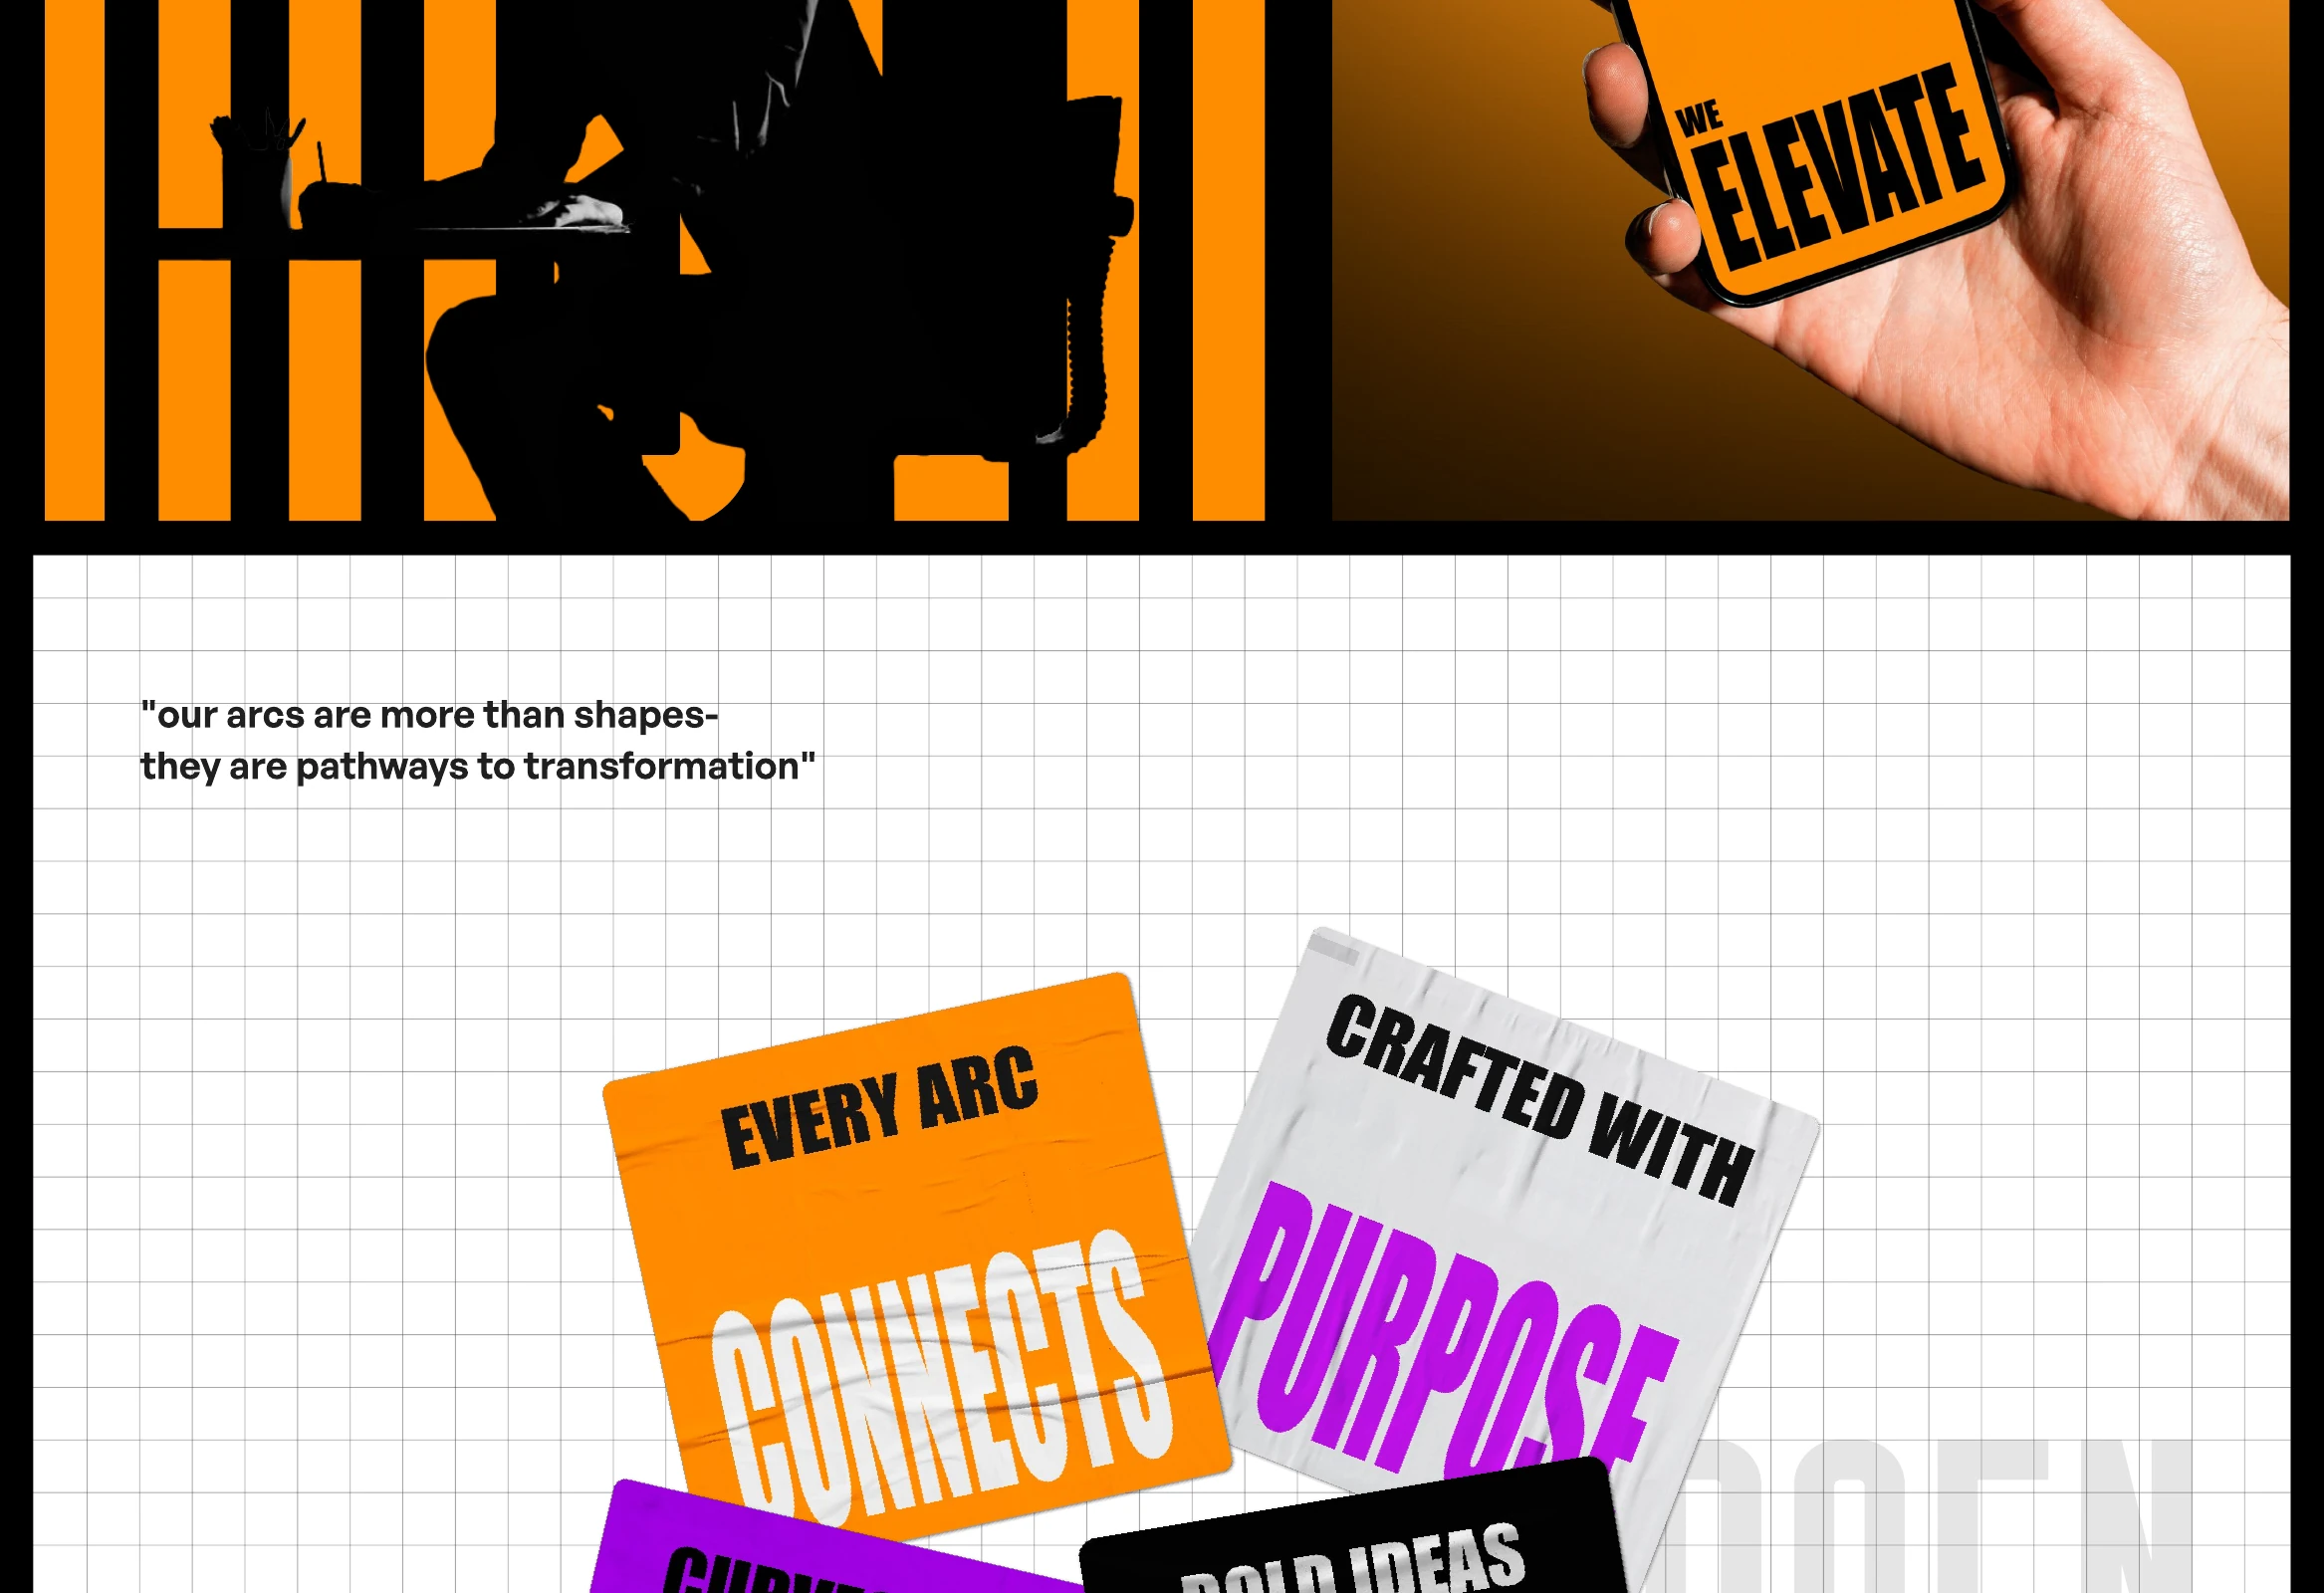 WE
ELEVATE
"our arcs are more than shapes-
they are pathways to transformation"
EVERY ARC
CONNECTS
CRAFTED WITH
PURPOSE
BOLD IDEAS